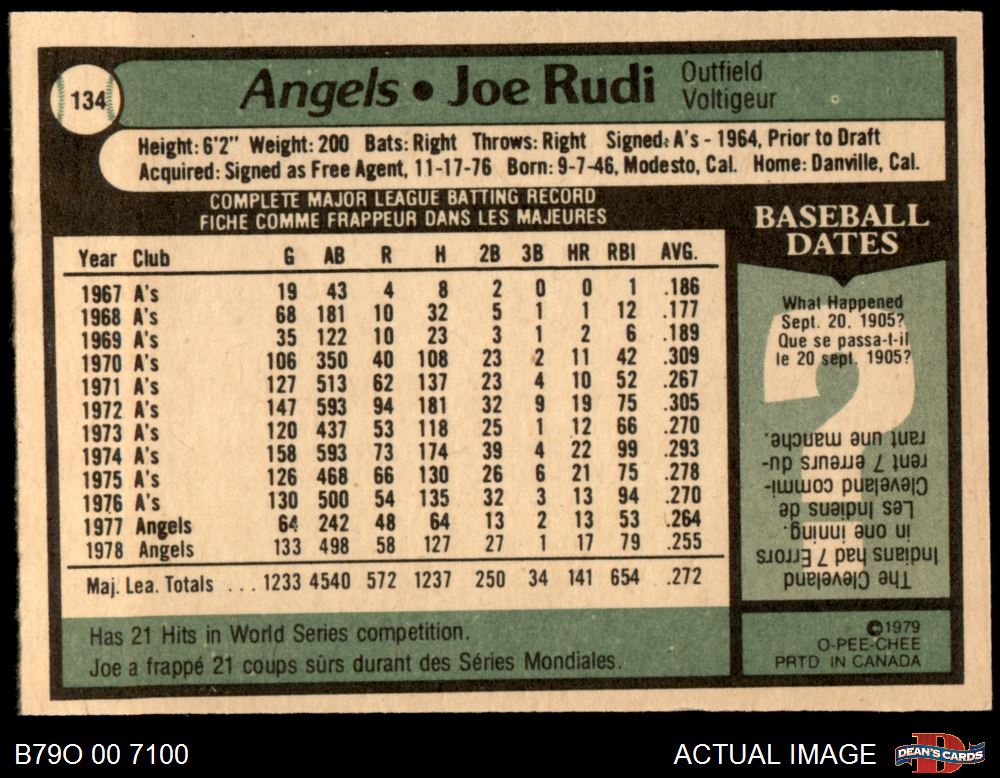 134
Angels • Joe Rudi Outfield
Voltigeur
Height: 6'2" Weight: 200 Bats: Right Throws: Right Signed: A's - 1964, Prior to Draft
Acquired: Signed as Free Agent, 11-17-76 Born: 9-7-46, Modesto, Cal. Home: Danville, Cal.
COMPLETE MAJOR LEAGUE BATTING RECORD
FICHE COMME FRAPPEUR DANS LES MAJEURES
Year Club G AB R H 2B 3B HR RBI AVG.
1967 A's 19 43 4 8 2 0 0 1 .186
1968 A's 68 181 10 32 5 1 1 12 .177
1969 A's 35 122 10 23 3 1 2 6 .189
1970 A's 106 350 40 108 23 2 11 42 .309
1971 A's 127 513 62 137 23 4 10 52 .267
1972 A's 147 593 94 181 32 9 19 75 .305
1973 A's 120 437 53 118 25 1 12 66 .270
1974 A's 158 593 73 174 39 4 22 99 .293
1975 A's 126 468 66 130 26 6 21 75 .278
1976 A's 130 500 54 135 32 3 13 94 .270
1977 Angels 64 242 48 64 13 2 13 53 .264
1978 Angels 133 498 58 127 27 1 17 79 .255
Maj. Lea. Totals ... 1233 4540 572 1237 250 34 141 654 .272
Has 21 Hits in World Series competition.
Joe a frappé 21 coups sûrs durant des Séries Mondiales.
BASEBALL
DATES
What Happened
Sept. 20, 1905?
Que se passa-t-il
le 20 sept. 1905?
The Cleveland
Indians had 7 Errors
in one inning.
Les Indiens de
Cleveland commi-
rent 7 erreurs du-
rant une manche.
©1979
O-PEE-CHEE
PRTD IN CANADA
B79O 00 7100
ACTUAL IMAGE
DEAN'S CARDS